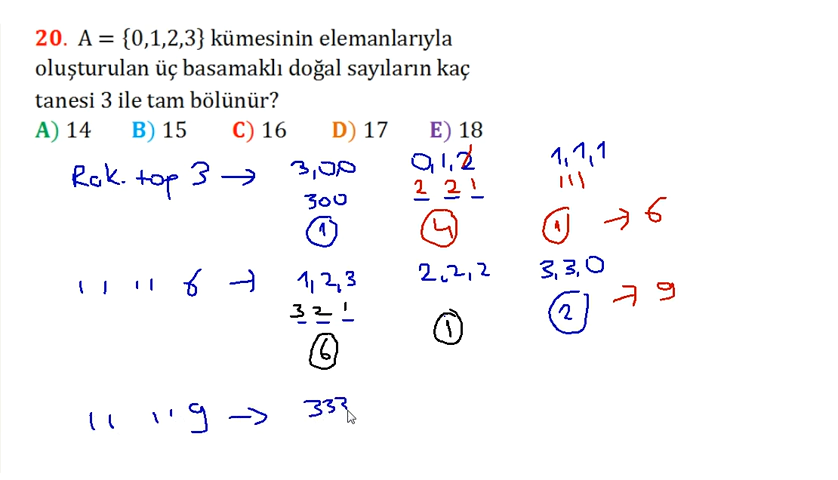 20. A = {0,1,2,3} kümesinin elemanlarıyla
oluşturulan üç basamaklı doğal sayıların kaç
tanesi 3 ile tam bölünür?
A) 14 B) 15 C) 16 D) 17 E) 18
Rak. top 3 → 3,0,0 0,1,2 1,1,1
300 2 2 1 111
1 4 1 → 6
'' '' 6 → 1,2,3 2,2,2 3,3,0
3 2 1 1 2 → 9
6
'' '' 9 → 333